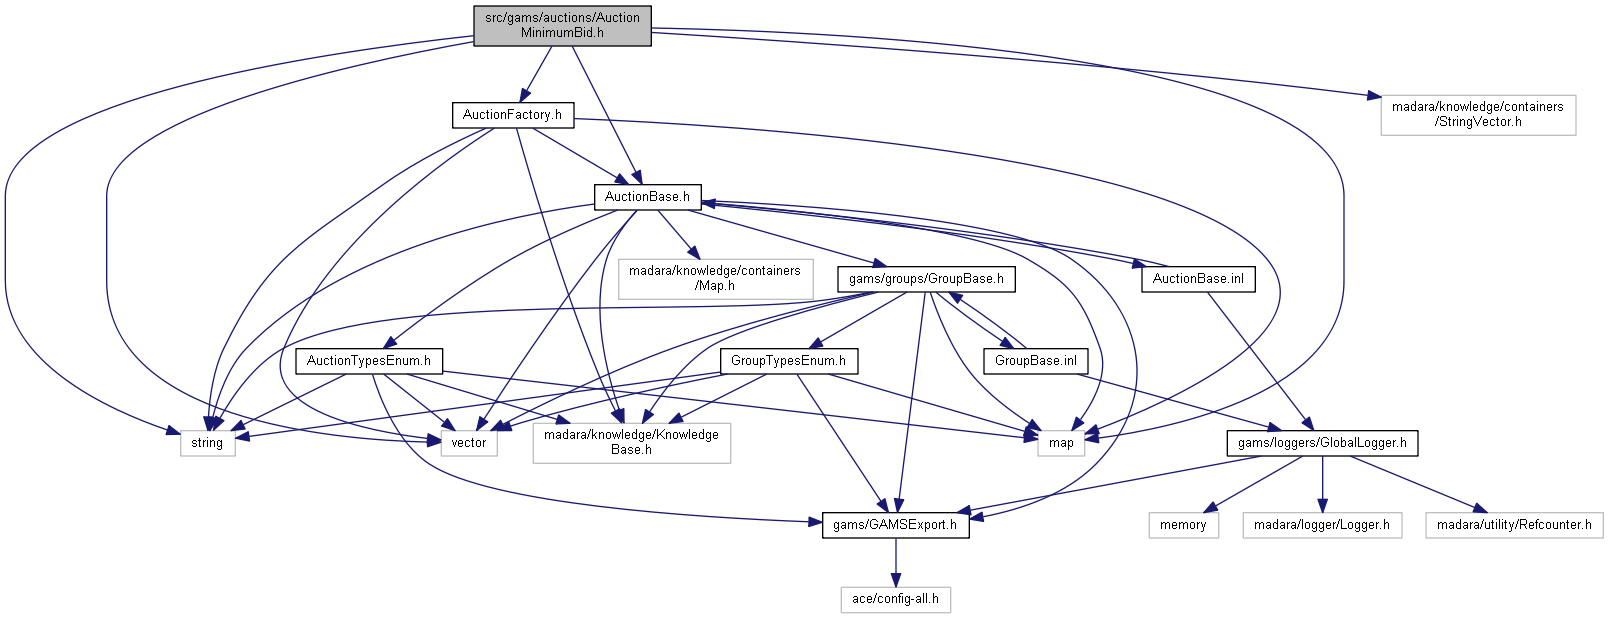 src/gams/auctions/Auction
MinimumBid.h
madara/knowledge/containers
/StringVector.h
AuctionFactory.h
AuctionBase.h
madara/knowledge/containers
/Map.h
gams/groups/GroupBase.h
AuctionBase.inl
AuctionTypesEnum.h
GroupTypesEnum.h
GroupBase.inl
string
vector
madara/knowledge/Knowledge
Base.h
map
gams/loggers/GlobalLogger.h
gams/GAMSExport.h
memory
madara/logger/Logger.h
madara/utility/Refcounter.h
ace/config-all.h